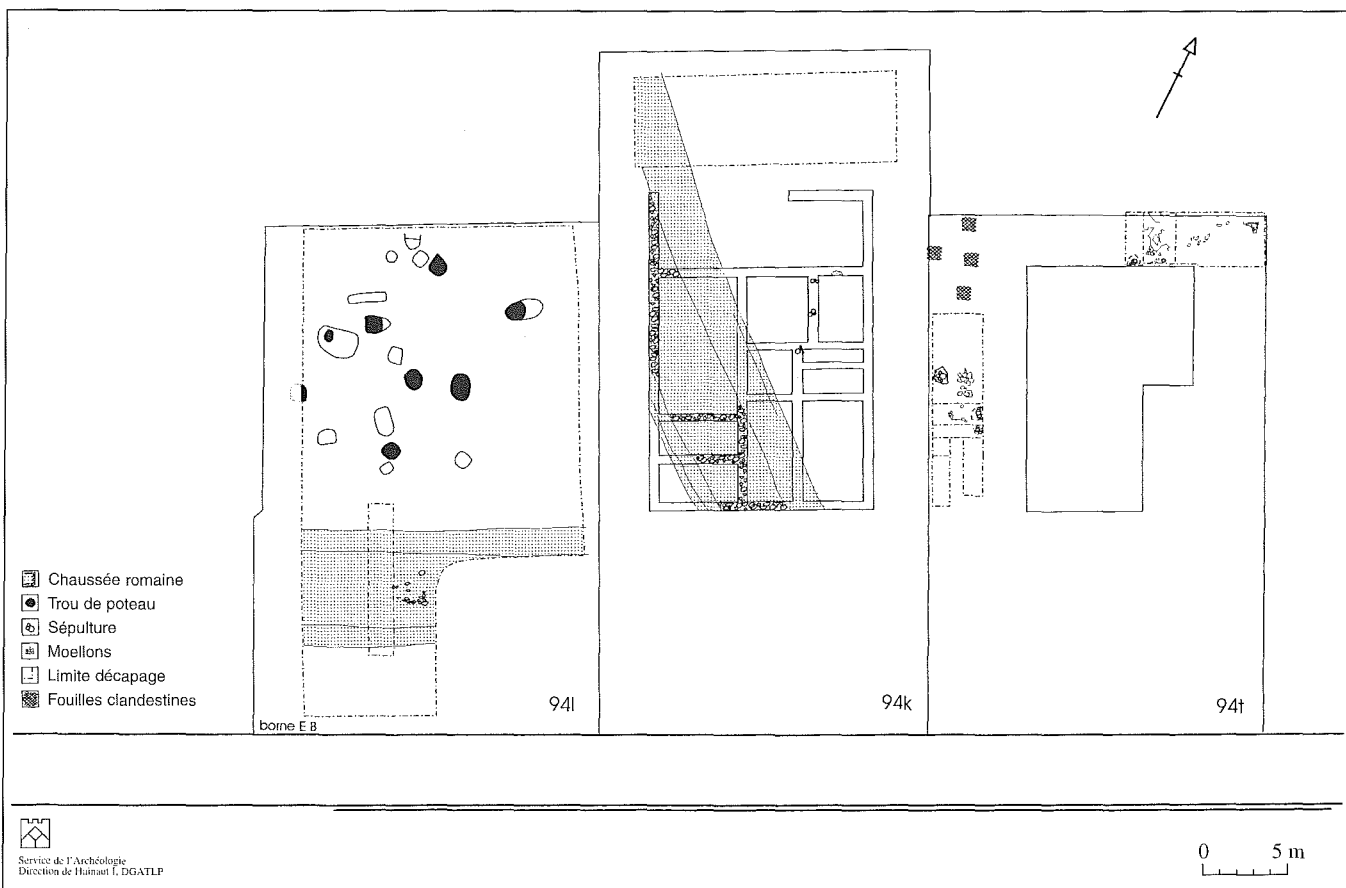 Chaussée romaine
Trou de poteau
Sépulture
Moellons
Limite décapage
Fouilles clandestines
borne E B
94l
94k
94t
Service de l'Archéologie
Direction de Hainaut I, DGATLP
0 5 m